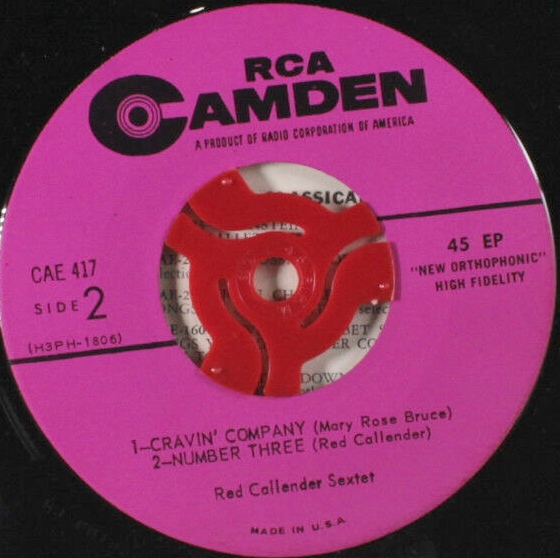 RCA
CAMDEN
A PRODUCT OF RADIO CORPORATION OF AMERICA
CAE 417
SIDE 2
(H3PH-1806)
45 EP
"NEW ORTHOPHONIC"
HIGH FIDELITY
1—CRAVIN' COMPANY (Mary Rose Bruce)
2—NUMBER THREE (Red Callender)
Red Callender Sextet
MADE IN U.S.A